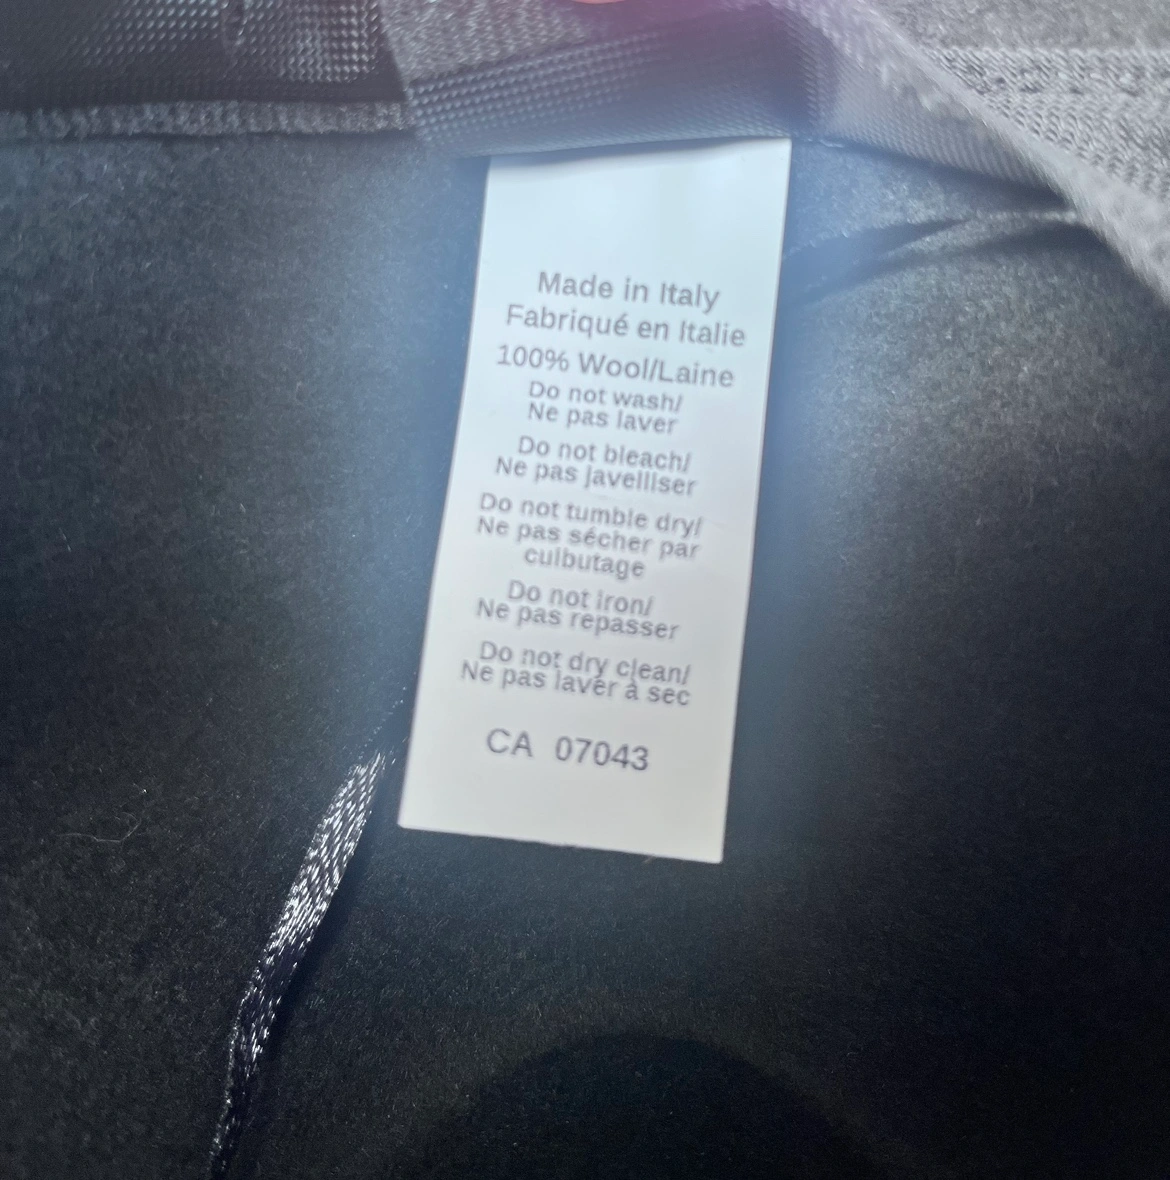 Made in Italy
Fabriqué en Italie
100% Wool/Laine
Do not wash/
Ne pas laver
Do not bleach/
Ne pas javelliser
Do not tumble dry/
Ne pas sécher par
culbutage
Do not iron/
Ne pas repasser
Do not dry clean/
Ne pas laver à sec
CA 07043